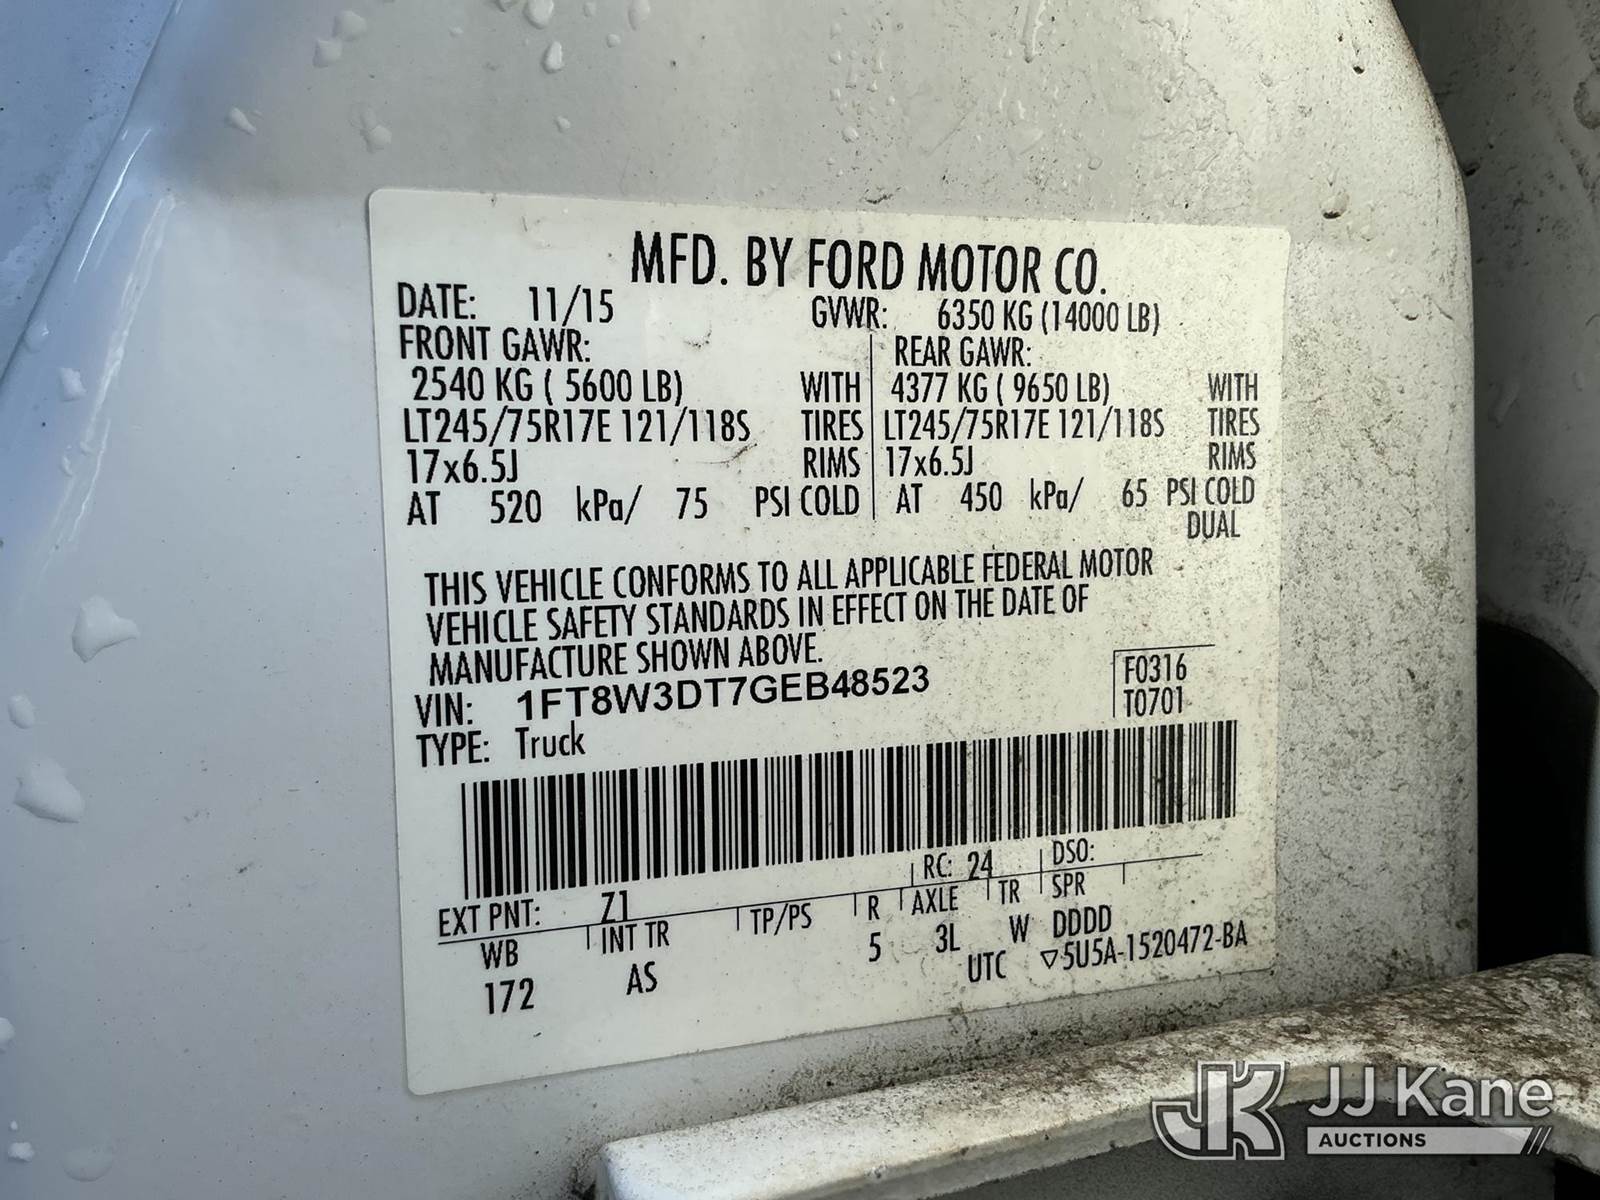 MFD. BY FORD MOTOR CO.
DATE: 11/15 GVWR: 6350 KG (14000 LB)
FRONT GAWR: REAR GAWR:
2540 KG ( 5600 LB) WITH 4377 KG ( 9650 LB) WITH
LT245/75R17E 121/118S TIRES LT245/75R17E 121/118S TIRES
17x6.5J RIMS 17x6.5J RIMS
AT 520 kPa/ 75 PSI COLD AT 450 kPa/ 65 PSI COLD
DUAL
THIS VEHICLE CONFORMS TO ALL APPLICABLE FEDERAL MOTOR
VEHICLE SAFETY STANDARDS IN EFFECT ON THE DATE OF
MANUFACTURE SHOWN ABOVE.
VIN: 1FT8W3DT7GEB48523 F0316
TYPE: Truck T0701
EXT PNT: Z1 RC: 24 DSO:
WB INT TR TP/PS R AXLE TR SPR
172 AS 5 3L W DDDD
UTC ▽5U5A-1520472-BA
JK JJ Kane
AUCTIONS